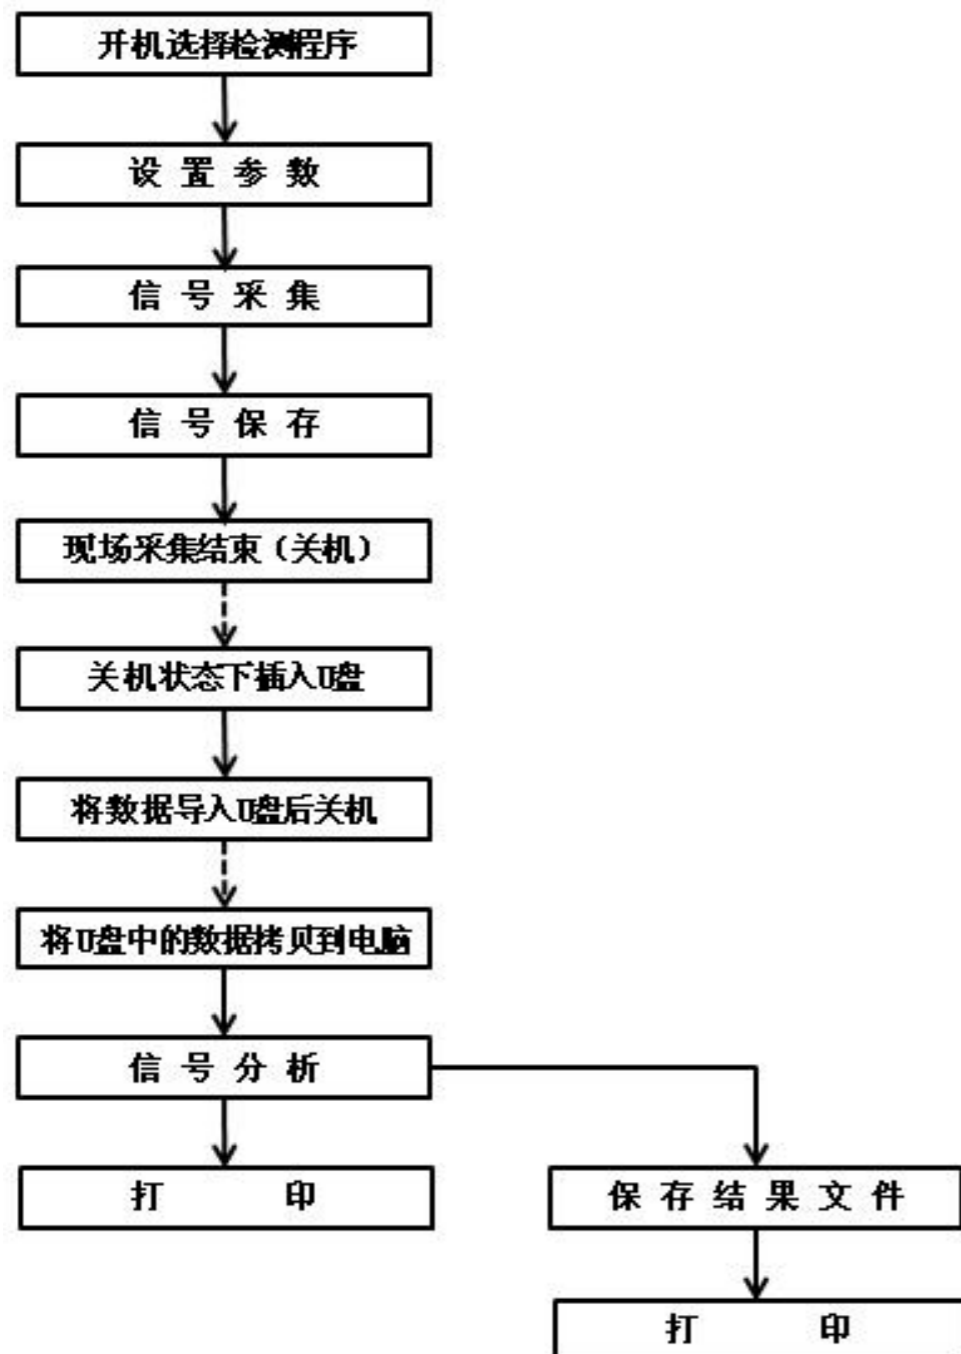 开机选择检测程序
设置参数
信号采集
信号保存
现场采集结束（关机）
关机状态下插入U盘
将数据导入U盘后关机
将U盘中的数据拷贝到电脑
信号分析
打印
保存结果文件
打印